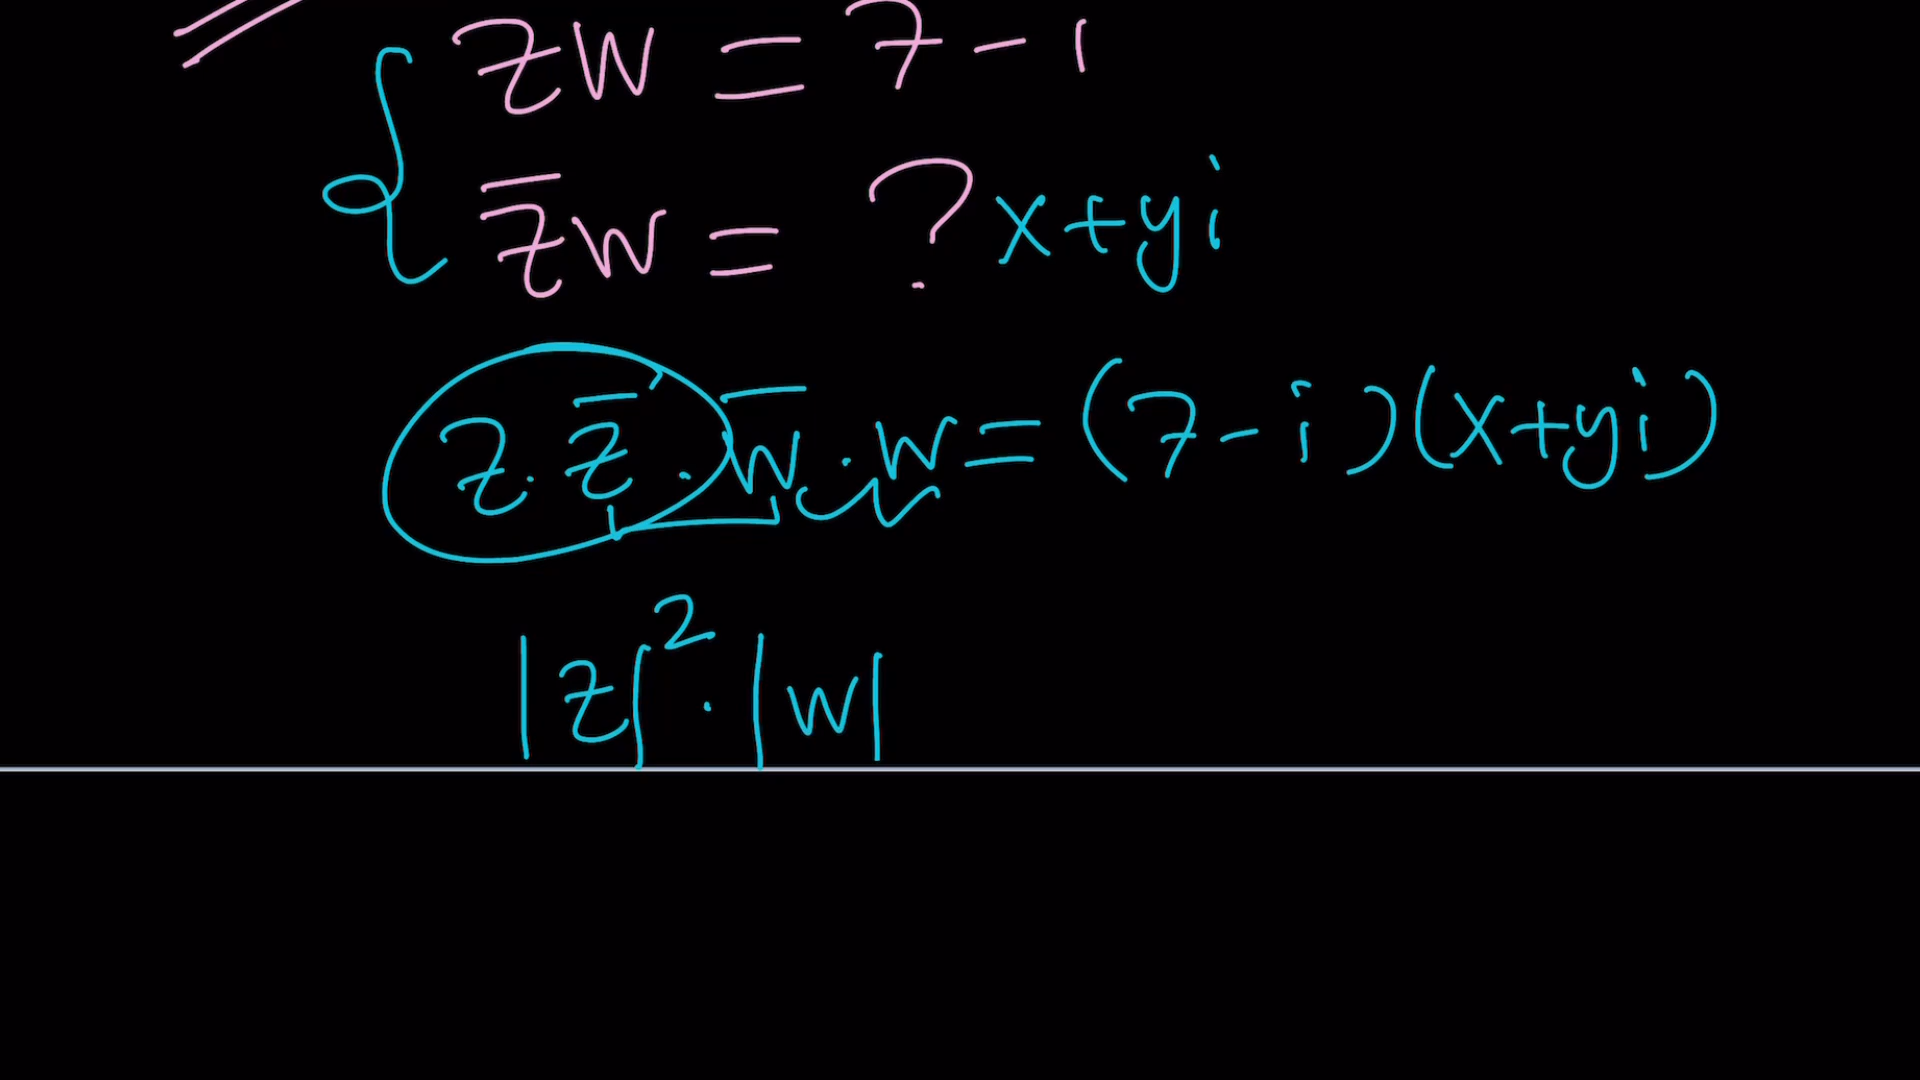 zw = 7 - i
z̅w = ? x+yi
z·z̅·w̅·w = (7-i)(x+yi)
|z|²·|w|